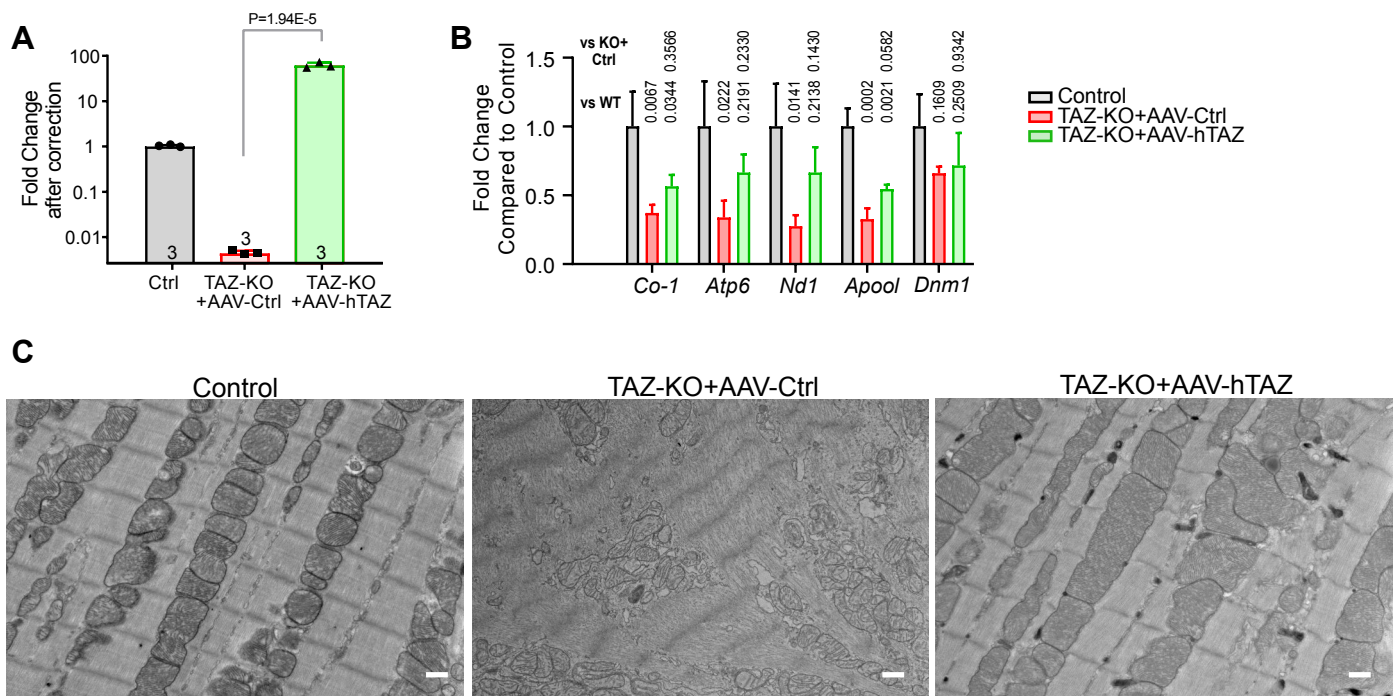 A
P=1.94E-5
Fold Change
after correction
100
10
1
0.1
0.01
3
3
3
Ctrl
TAZ-KO
+AAV-Ctrl
TAZ-KO
+AAV-hTAZ
B
vs KO+
Ctrl
0.3566
0.2330
0.1430
0.0582
0.9342
vs WT
0.0067
0.0344
0.0222
0.2191
0.0141
0.2138
0.0002
0.0021
0.1609
0.2509
Fold Change
Compared to Control
1.5
1.0
0.5
0.0
Co-1
Atp6
Nd1
Apool
Dnm1
Control
TAZ-KO+AAV-Ctrl
TAZ-KO+AAV-hTAZ
C
Control
TAZ-KO+AAV-Ctrl
TAZ-KO+AAV-hTAZ